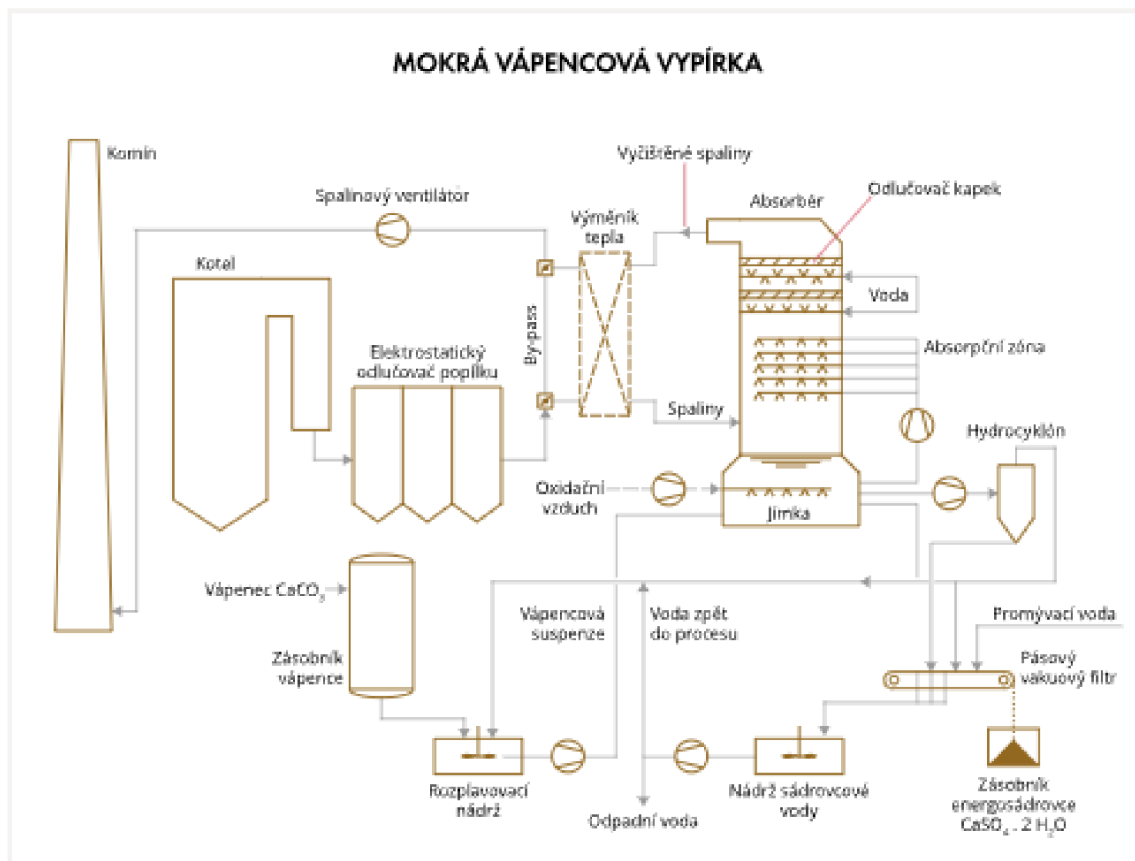 MOKRÁ VÁPENCOVÁ VYPÍRKA
Komín
Vyčištěné spaliny
Spalinový ventilátor
Výměník
tepla
Absorbér
Odlučovač kapek
Kotel
Voda
By-pass
Elektrostatický
odlučovač popílku
Absorpční zóna
Spaliny
Hydrocyklón
Oxidační
vzduch
Jímka
Vápenec CaCO₃
Vápencová
suspenze
Voda zpět
do procesu
Promývací voda
Zásobník
vápence
Pásový
vakuový filtr
Rozplavovací
nádrž
Odpadní voda
Nádrž sádrovcové
vody
Zásobník
energosádrovce
CaSO₄ . 2 H₂O